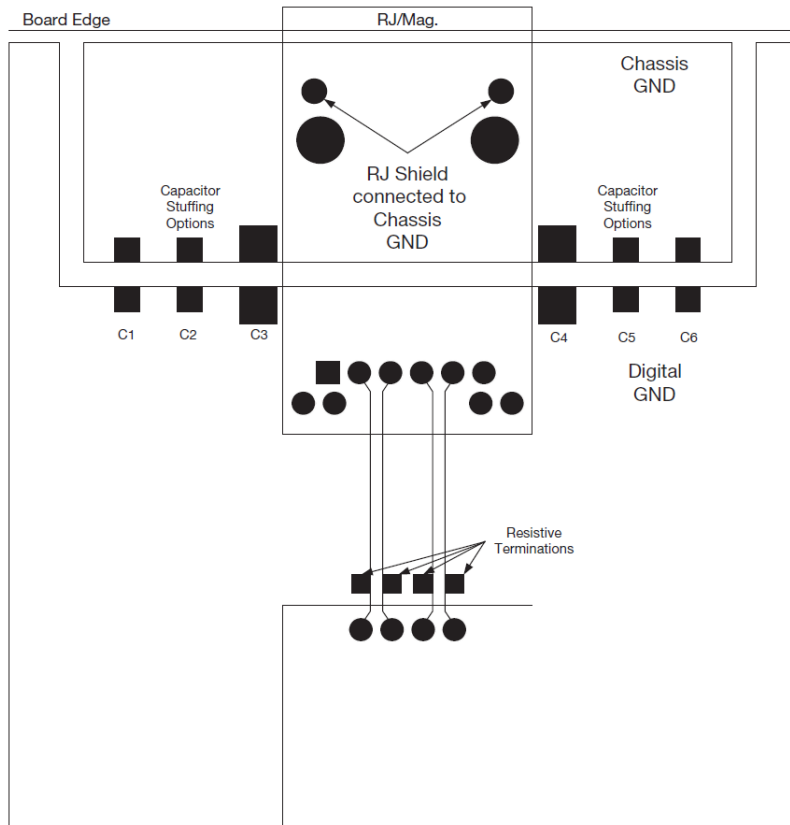 Board Edge
RJ/Mag.
Chassis
GND
RJ Shield
connected to
Chassis
GND
Capacitor
Stuffing
Options
Capacitor
Stuffing
Options
C1
C2
C3
C4
C5
C6
Digital
GND
Resistive
Terminations